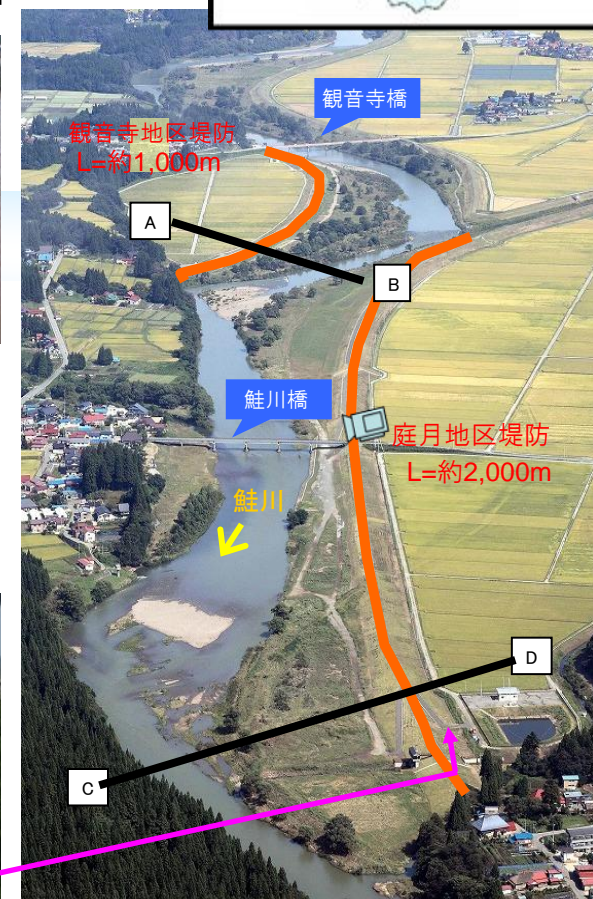 観音寺橋
観音寺地区堤防
L=約1,000m
A
B
鮭川橋
庭月地区堤防
L=約2,000m
鮭川
D
C